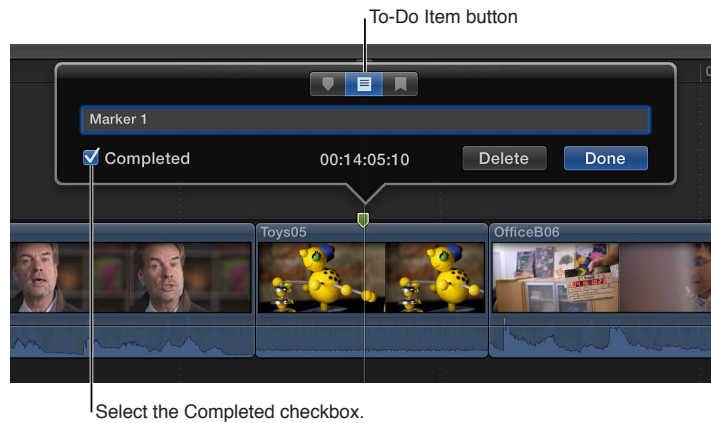 To-Do Item button
Marker 1
Completed
00:14:05:10
Delete
Done
Toys05
OfficeB06
Select the Completed checkbox.